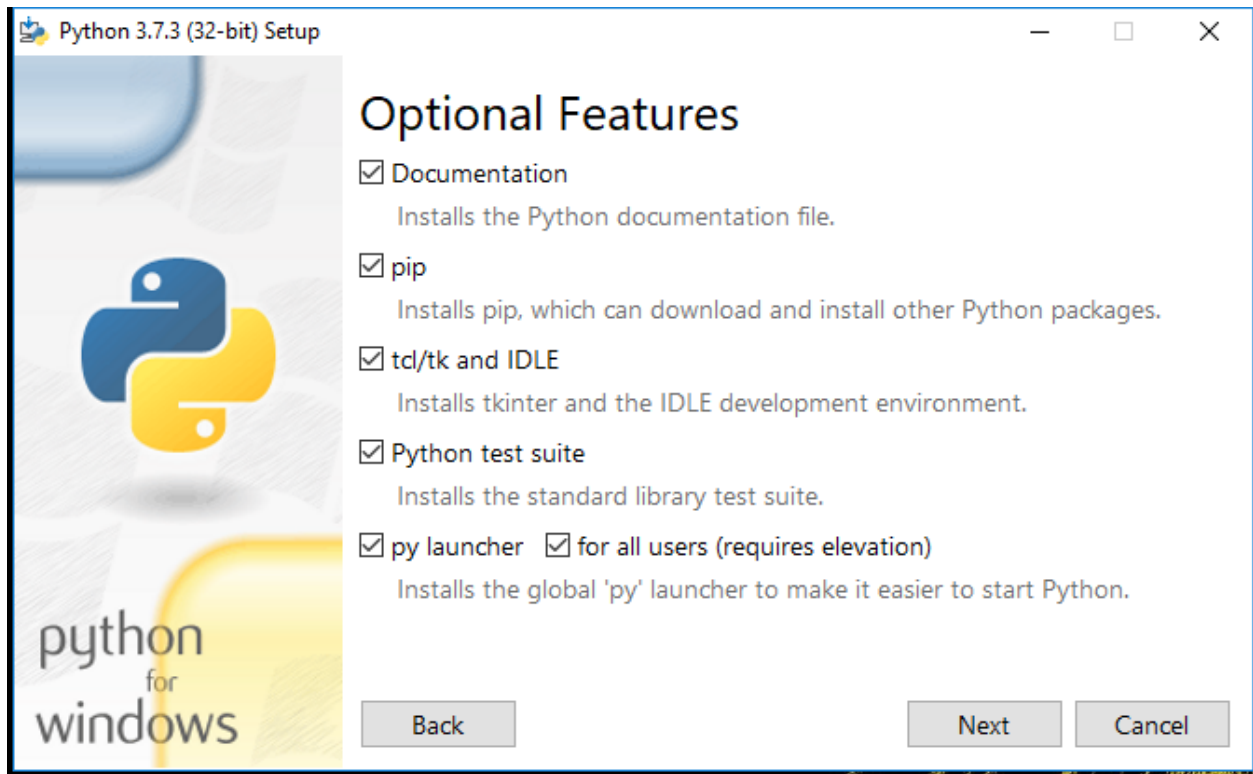 Python 3.7.3 (32-bit) Setup
Optional Features
Documentation
Installs the Python documentation file.
pip
Installs pip, which can download and install other Python packages.
tcl/tk and IDLE
Installs tkinter and the IDLE development environment.
Python test suite
Installs the standard library test suite.
py launcher for all users (requires elevation)
Installs the global 'py' launcher to make it easier to start Python.
python
for
windows
Back Next Cancel